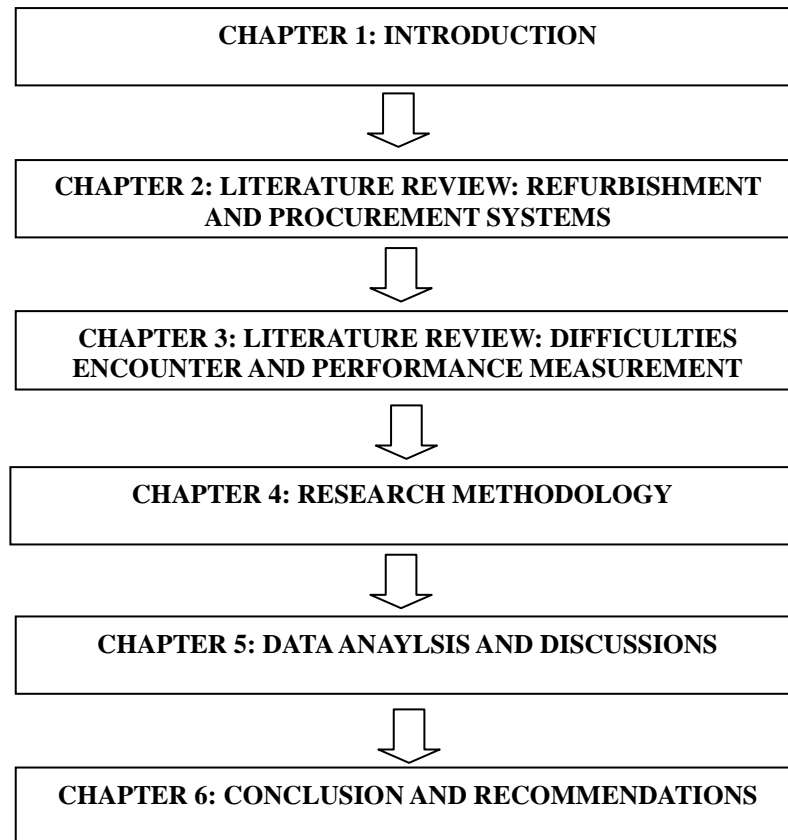 CHAPTER 1: INTRODUCTION
CHAPTER 2: LITERATURE REVIEW: REFURBISHMENT
AND PROCUREMENT SYSTEMS
CHAPTER 3: LITERATURE REVIEW: DIFFICULTIES
ENCOUNTER AND PERFORMANCE MEASUREMENT
CHAPTER 4: RESEARCH METHODOLOGY
CHAPTER 5: DATA ANAYLSIS AND DISCUSSIONS
CHAPTER 6: CONCLUSION AND RECOMMENDATIONS